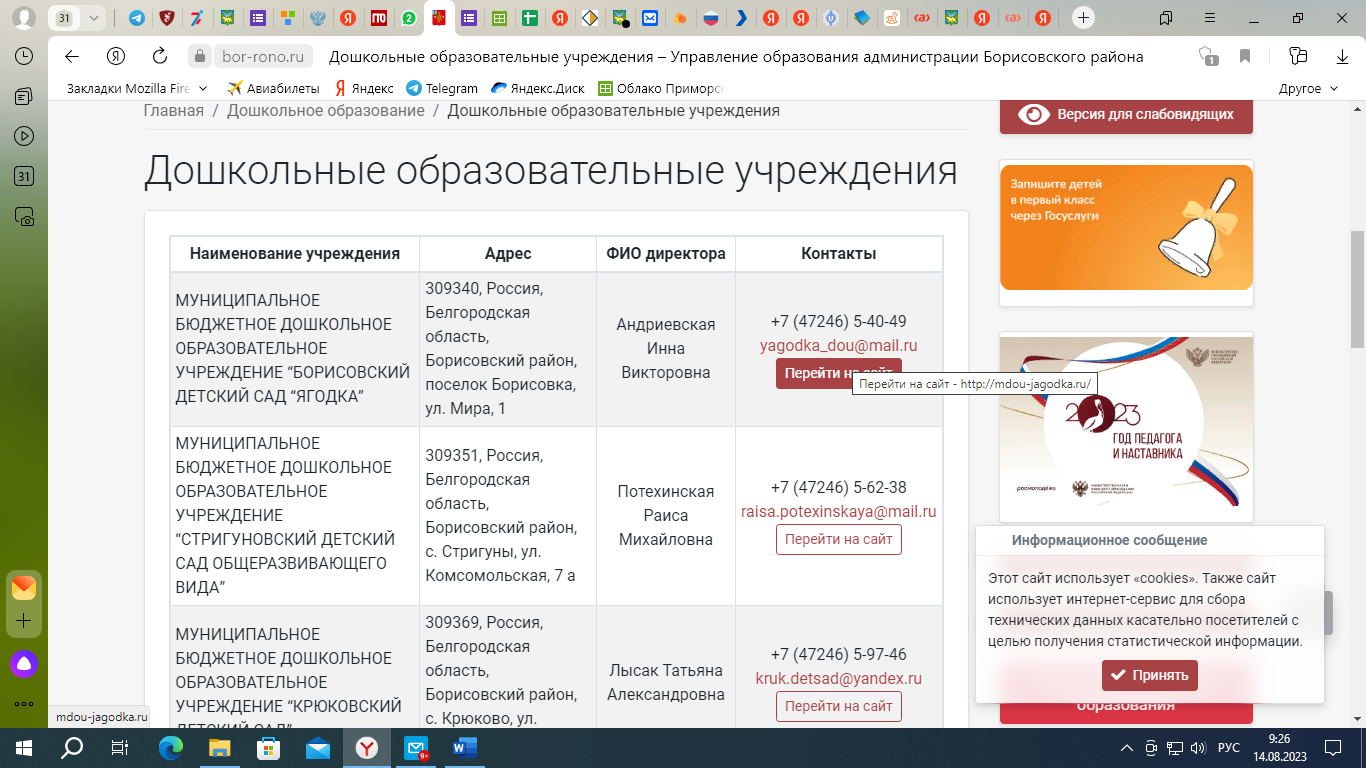 31
bor-rono.ru
Дошкольные образовательные учреждения – Управление образования администрации Борисовского района
1
Закладки Mozilla Fire
Авиабилеты
Яндекс
Telegram
Яндекс.Диск
Облако Приморс
Другое
31
Главная / Дошкольное образование / Дошкольные образовательные учреждения
Дошкольные образовательные учреждения
Наименование учреждения
Адрес
ФИО директора
Контакты
МУНИЦИПАЛЬНОЕ
БЮДЖЕТНОЕ ДОШКОЛЬНОЕ
ОБРАЗОВАТЕЛЬНОЕ
УЧРЕЖДЕНИЕ “БОРИСОВСКИЙ
ДЕТСКИЙ САД “ЯГОДКА”
309340, Россия,
Белгородская
область,
Борисовский район,
поселок Борисовка,
ул. Мира, 1
Андриевская
Инна
Викторовна
+7 (47246) 5-40-49
yagodka_dou@mail.ru
Перейти на сайт
Перейти на сайт - http://mdou-jagodka.ru/
МУНИЦИПАЛЬНОЕ
БЮДЖЕТНОЕ ДОШКОЛЬНОЕ
ОБРАЗОВАТЕЛЬНОЕ
УЧРЕЖДЕНИЕ
“СТРИГУНОВСКИЙ ДЕТСКИЙ
САД ОБЩЕРАЗВИВАЮЩЕГО
ВИДА”
309351, Россия,
Белгородская
область,
Борисовский район,
с. Стригуны, ул.
Комсомольская, 7 а
Потехинская
Раиса
Михайловна
+7 (47246) 5-62-38
raisa.potexinskaya@mail.ru
Перейти на сайт
МУНИЦИПАЛЬНОЕ
БЮДЖЕТНОЕ ДОШКОЛЬНОЕ
ОБРАЗОВАТЕЛЬНОЕ
УЧРЕЖДЕНИЕ “КРЮКОВСКИЙ
ДЕТСКИЙ САД”
309369, Россия,
Белгородская
область,
Борисовский район,
с. Крюково, ул.
Лысак Татьяна
Александровна
+7 (47246) 5-97-46
kruk.detsad@yandex.ru
Перейти на сайт
Версия для слабовидящих
Запишите детей
в первый класс
через Госуслуги
2023
ГОД ПЕДАГОГА
И НАСТАВНИКА
росмолодёжь
Информационное сообщение
Этот сайт использует «cookies». Также сайт
использует интернет-сервис для сбора
технических данных касательно посетителей с
целью получения статистической информации.
Принять
образования
mdou-jagodka.ru
9+
РУС
9:26
14.08.2023